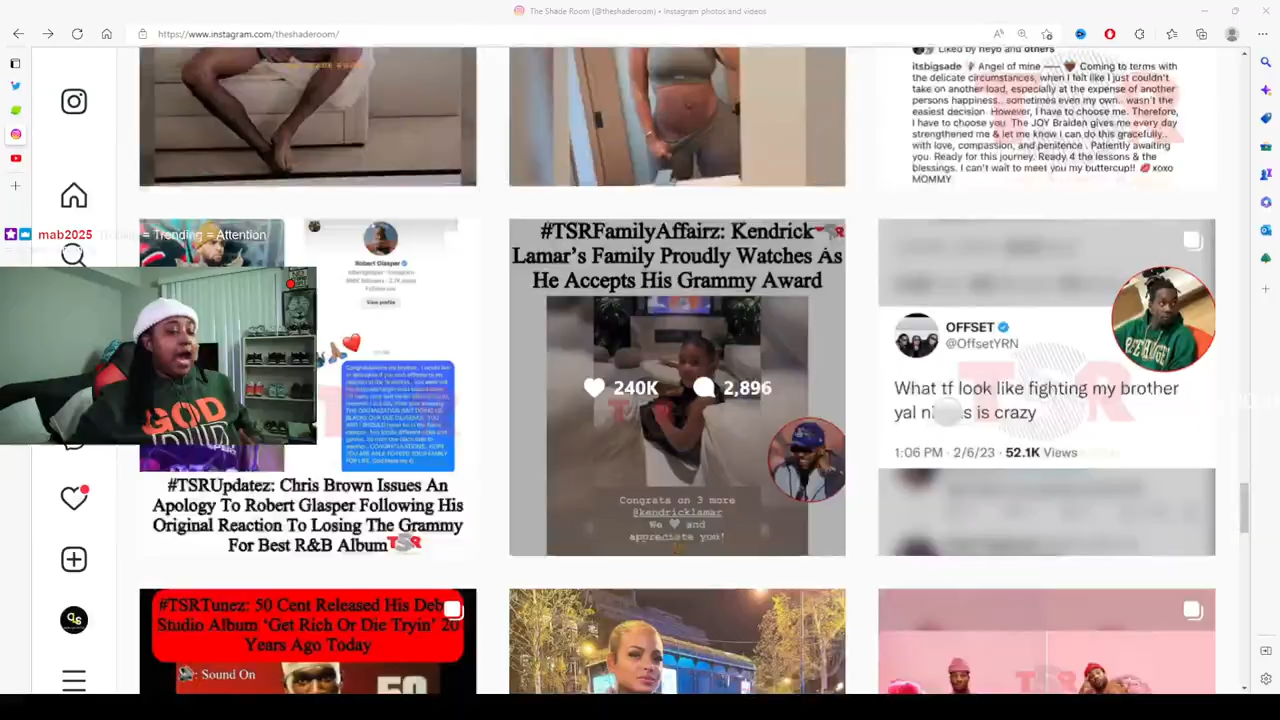 The Shade Room (@theshaderoom) • Instagram photos and videos
https://www.instagram.com/theshaderoom/
Liked by neyo and others
itsbigsade Angel of mine — Coming to terms with
the delicate circumstances, when I felt like I just couldn't
take on another load, especially at the expense of another
persons happiness.. sometimes even my own.. wasn't the
easiest decision However, I have to choose me. Therefore,
I have to choose you The JOY Braiden gives me every day
strengthened me & let me know I can do this gracefully..
with love, compassion, and penitence. Patiently awaiting
you. Ready for this journey. Ready 4 the lessons & the
blessings. I can't wait to meet you my buttercup!! xoxo
MOMMY
mab2025 = Trending = Attention
Robert Glasper
View profile
#TSRUpdatez: Chris Brown Issues An
Apology To Robert Glasper Following His
Original Reaction To Losing The Grammy
For Best R&B Album TSR
GOD
#TSRFamilyAffairz: Kendrick
Lamar's Family Proudly Watches As
He Accepts His Grammy Award
240K 2,896
Congrats on 3 more
@kendricklamar
We and
appreciate you!
OFFSET
@OffsetYRN
What tf look like fighting my brother
yal is crazy
1:06 PM · 2/6/23 · 52.1K Views
#TSRTunez: 50 Cent Released His
Studio Album 'Get Rich Or Die Tryin' 20
Years Ago Today
: Sound On
50